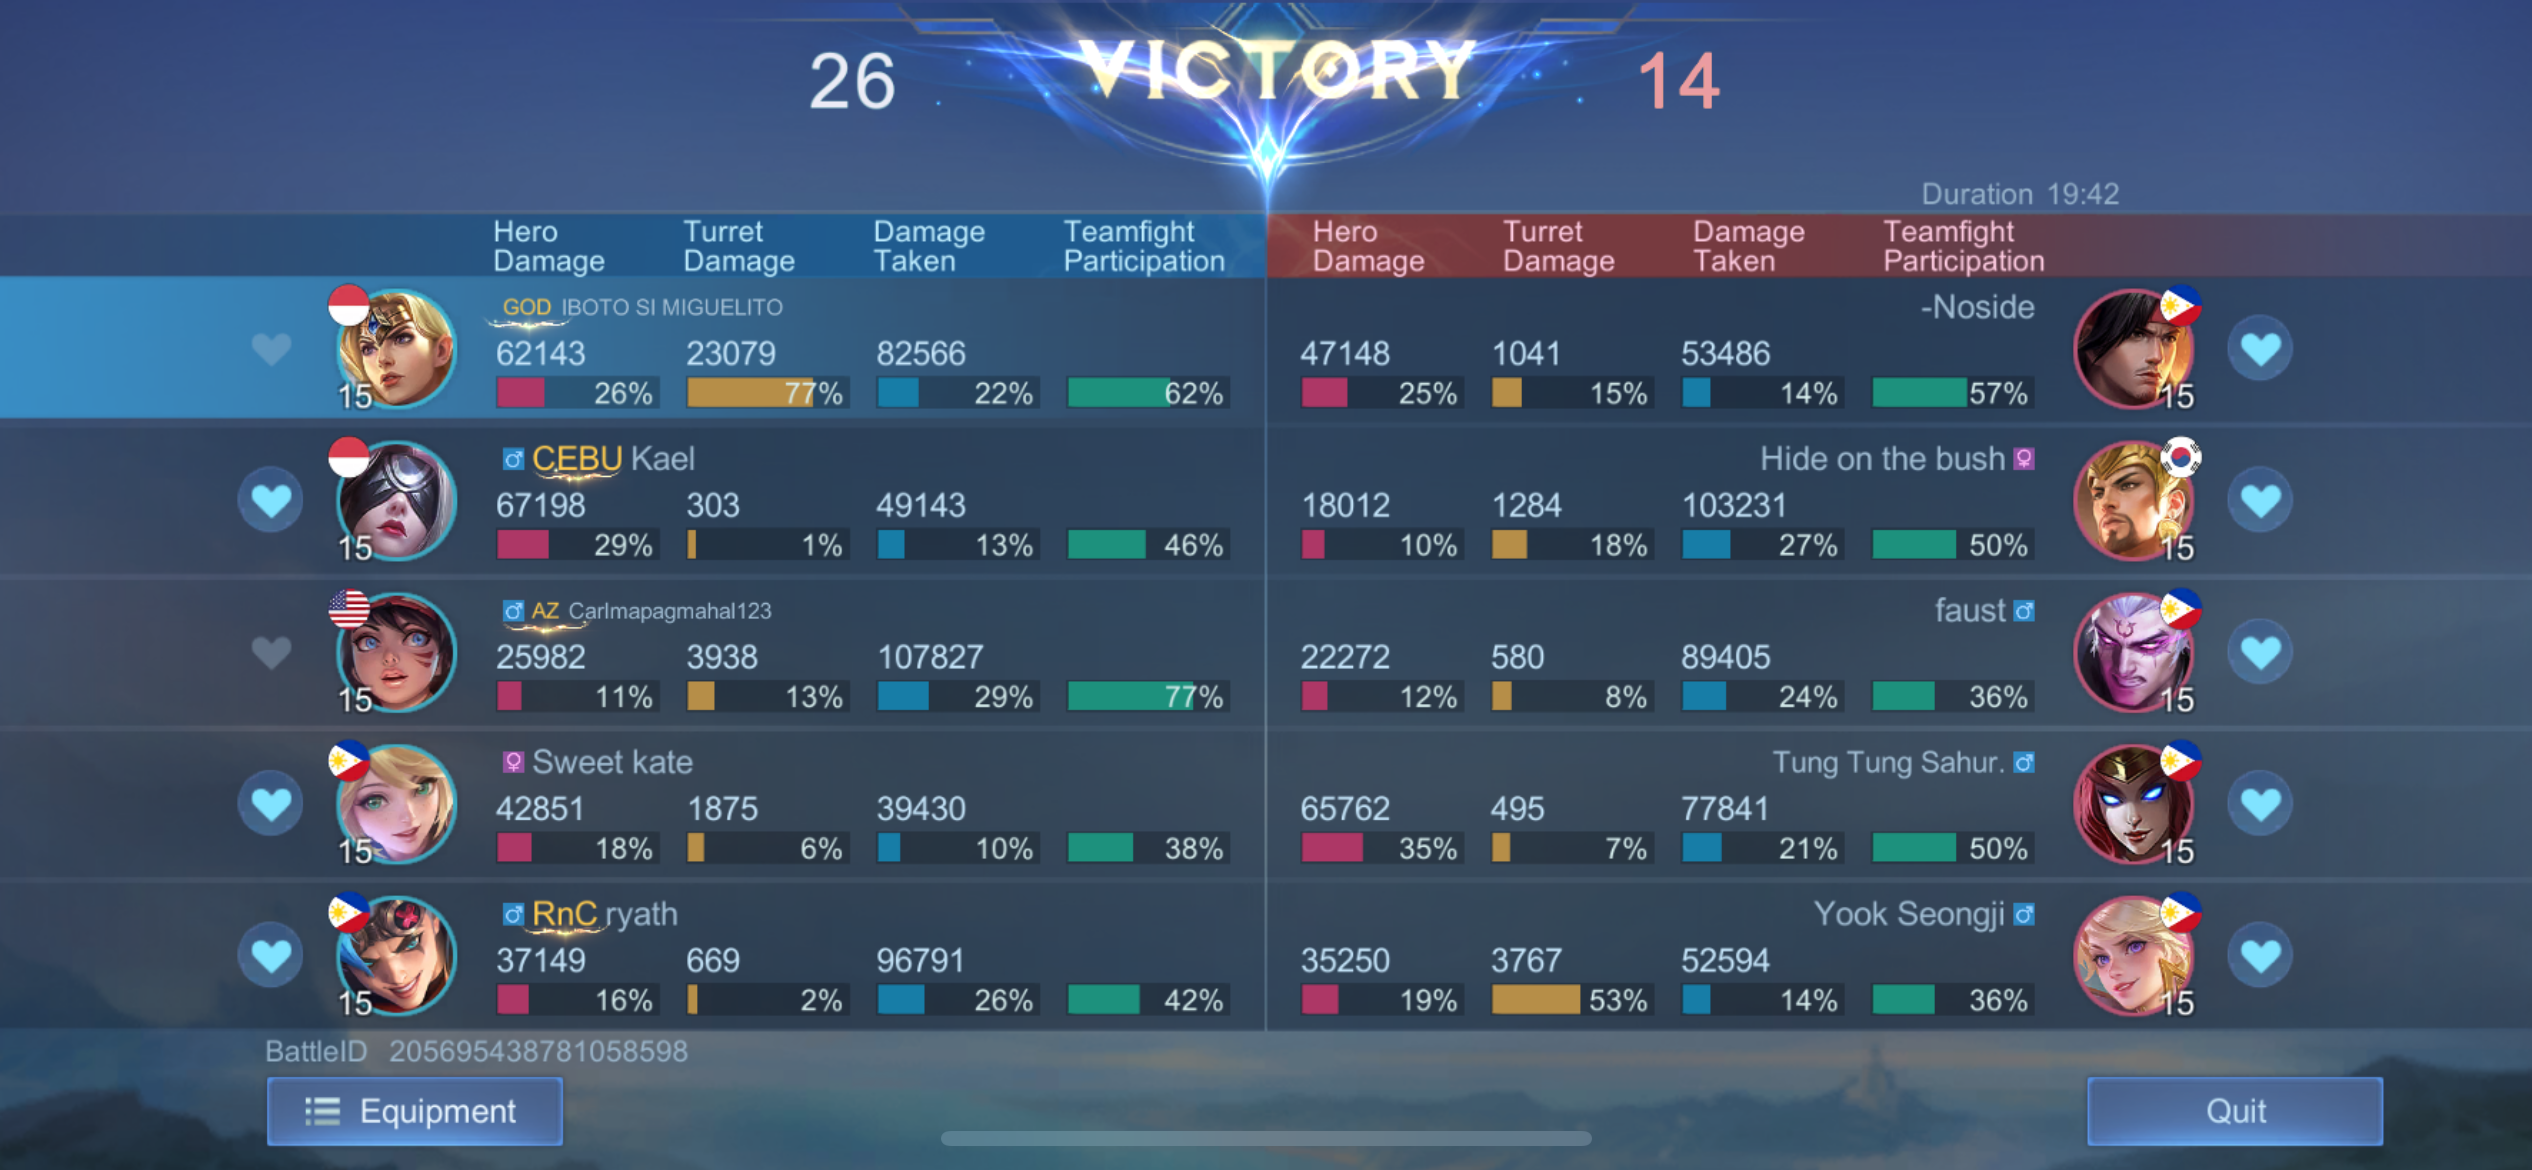 26 VICTORY 14
Duration 19:42
Hero Damage Turret Damage Damage Taken Teamfight Participation Hero Damage Turret Damage Damage Taken Teamfight Participation
GOD IBOTO SI MIGUELITO -Noside
62143 23079 82566 47148 1041 53486
15 26% 77% 22% 62% 25% 15% 14% 57% 15
CEBU Kael Hide on the bush
67198 303 49143 18012 1284 103231
15 29% 1% 13% 46% 10% 18% 27% 50% 15
AZ Carlmapagmahal123 faust
25982 3938 107827 22272 580 89405
15 11% 13% 29% 77% 12% 8% 24% 36% 15
Sweet kate Tung Tung Sahur.
42851 1875 39430 65762 495 77841
15 18% 6% 10% 38% 35% 7% 21% 50% 15
RnC ryath Yook Seongji
37149 669 96791 35250 3767 52594
15 16% 2% 26% 42% 19% 53% 14% 36% 15
BattleID 205695438781058598
Equipment Quit